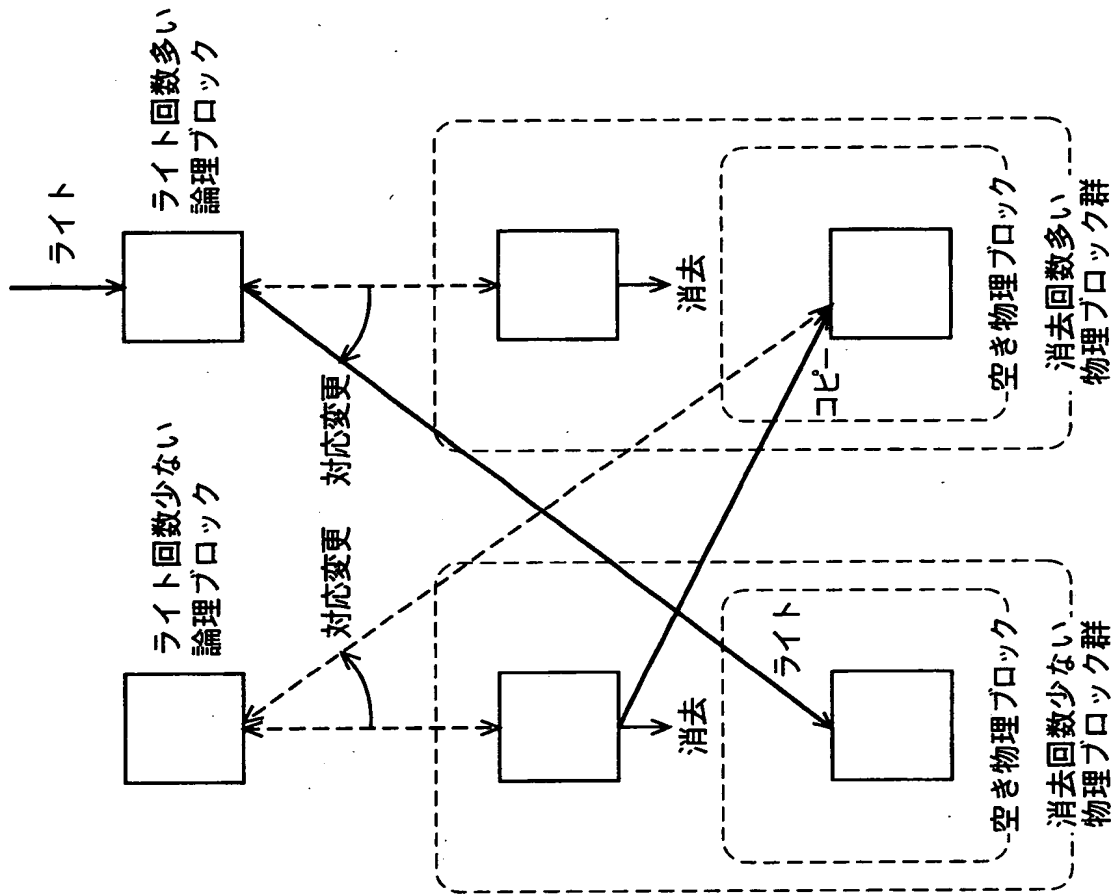 ライト
ライト回数少ない
論理ブロック
ライト回数多い
論理ブロック
対応変更
対応変更
消去
ライト
消去
コピー
空き物理ブロック
消去回数少ない
物理ブロック群
空き物理ブロック
消去回数多い
物理ブロック群